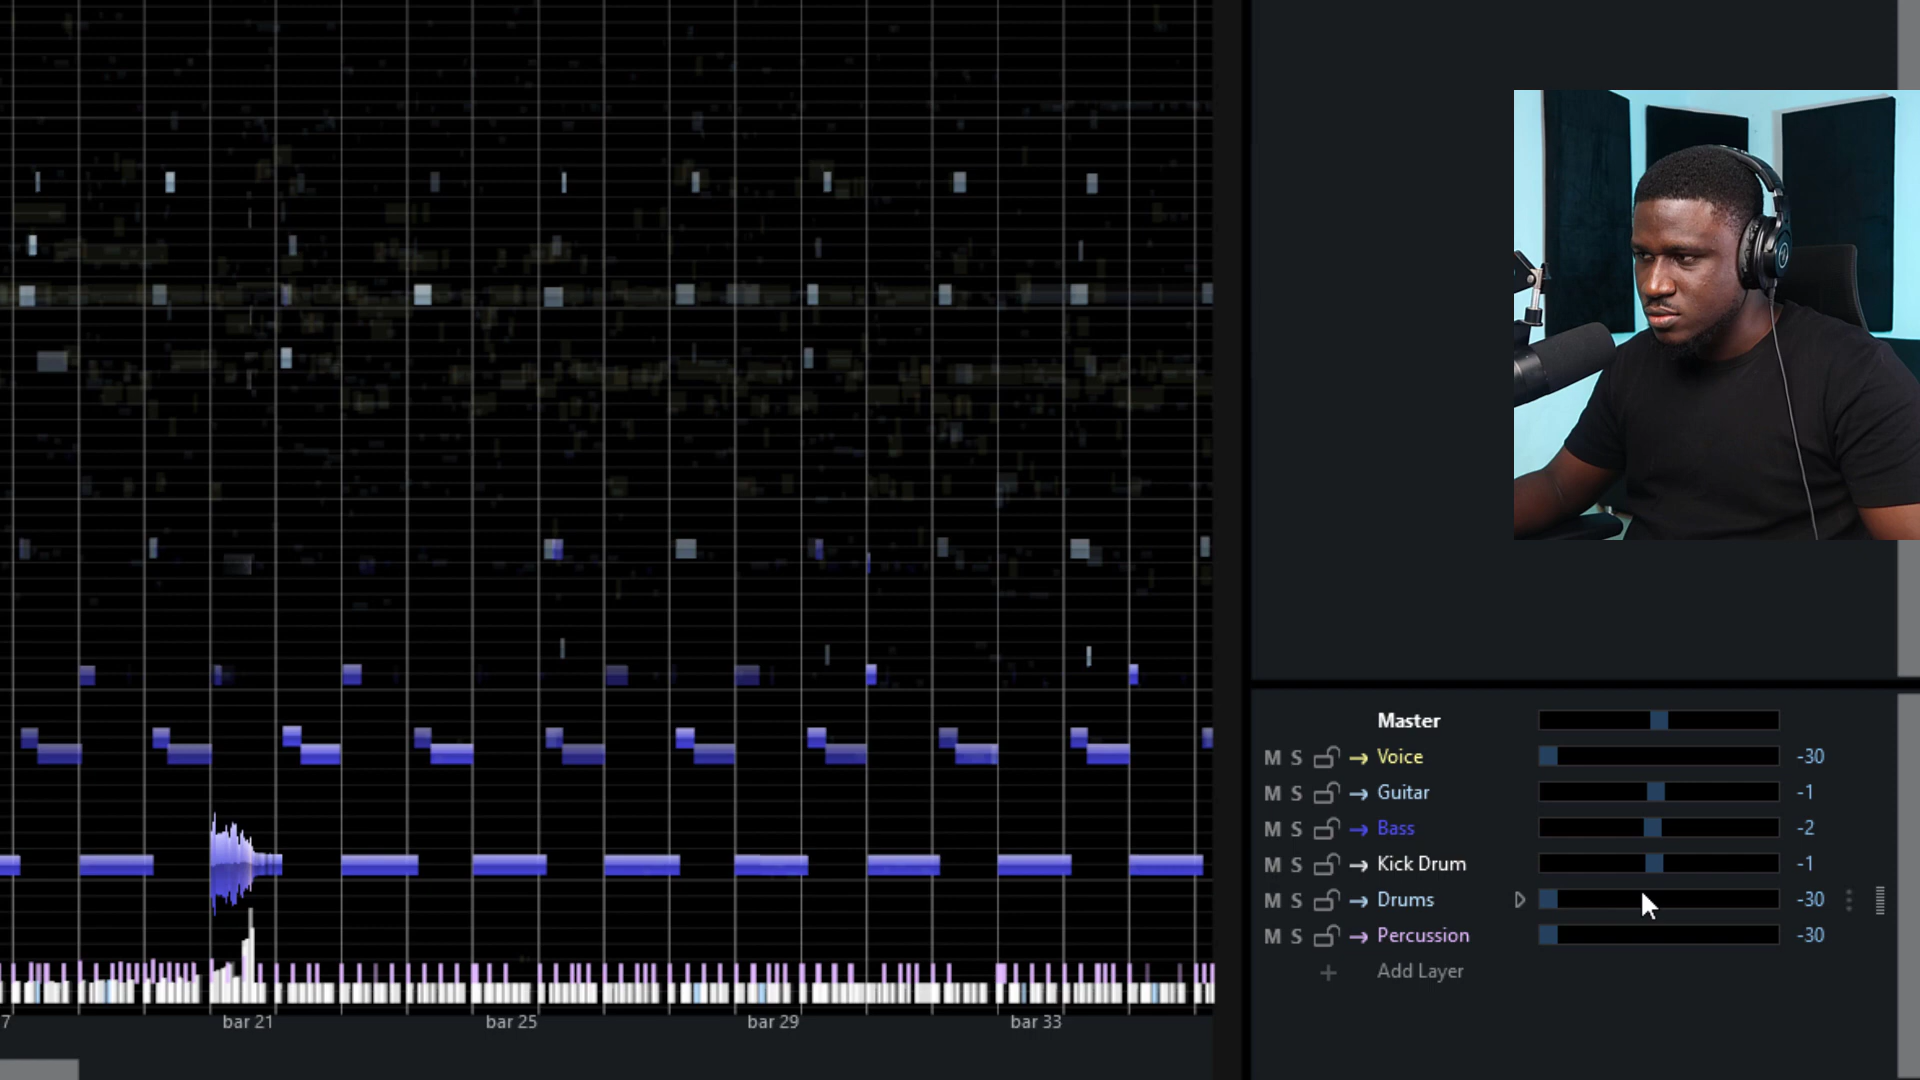 Master
M S → Voice -30
M S → Guitar -1
M S → Bass -2
M S → Kick Drum -1
M S → Drums -30
M S → Percussion -30
+ Add Layer
7 bar 21 bar 25 bar 29 bar 33